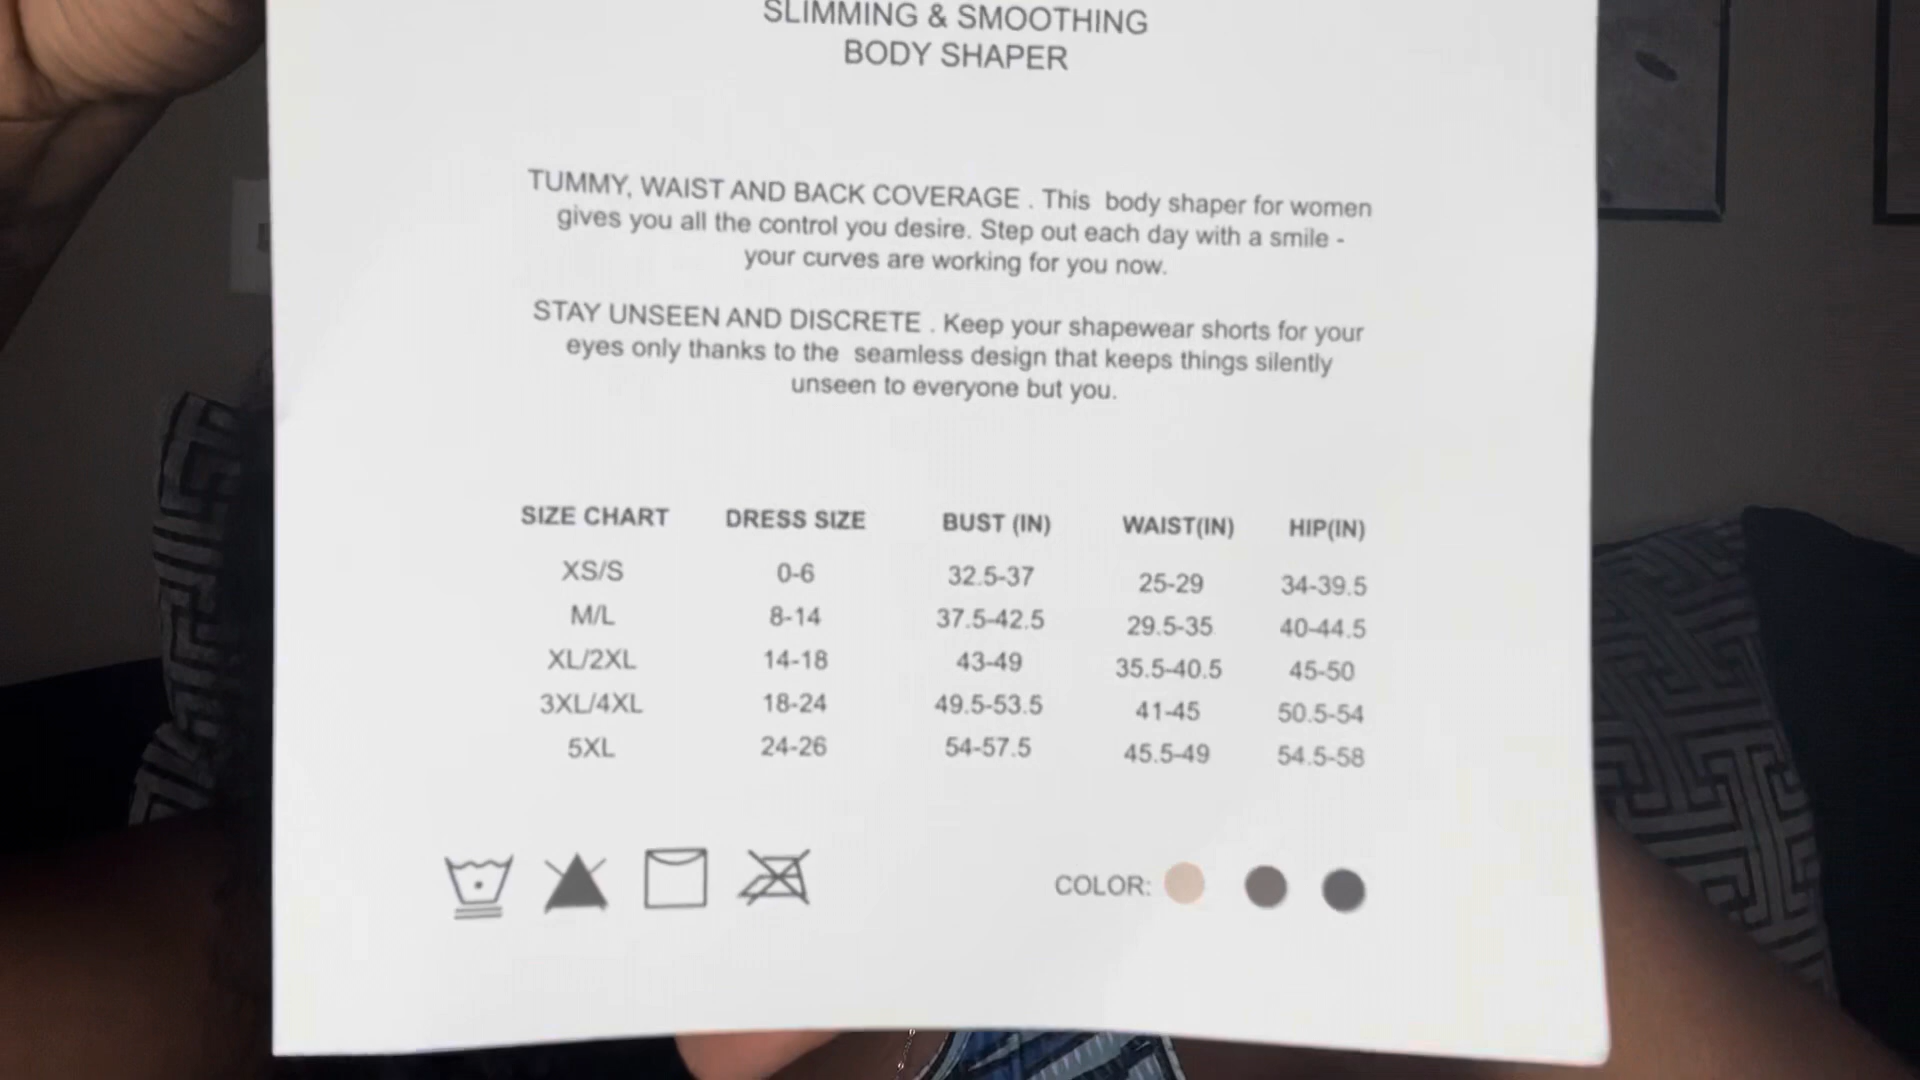 SLIMMING & SMOOTHING
BODY SHAPER
TUMMY, WAIST AND BACK COVERAGE . This body shaper for women
gives you all the control you desire. Step out each day with a smile -
your curves are working for you now.
STAY UNSEEN AND DISCRETE . Keep your shapewear shorts for your
eyes only thanks to the seamless design that keeps things silently
unseen to everyone but you.
SIZE CHART DRESS SIZE BUST (IN) WAIST(IN) HIP(IN)
XS/S 0-6 32.5-37 25-29 34-39.5
M/L 8-14 37.5-42.5 29.5-35 40-44.5
XL/2XL 14-18 43-49 35.5-40.5 45-50
3XL/4XL 18-24 49.5-53.5 41-45 50.5-54
5XL 24-26 54-57.5 45.5-49 54.5-58
COLOR: